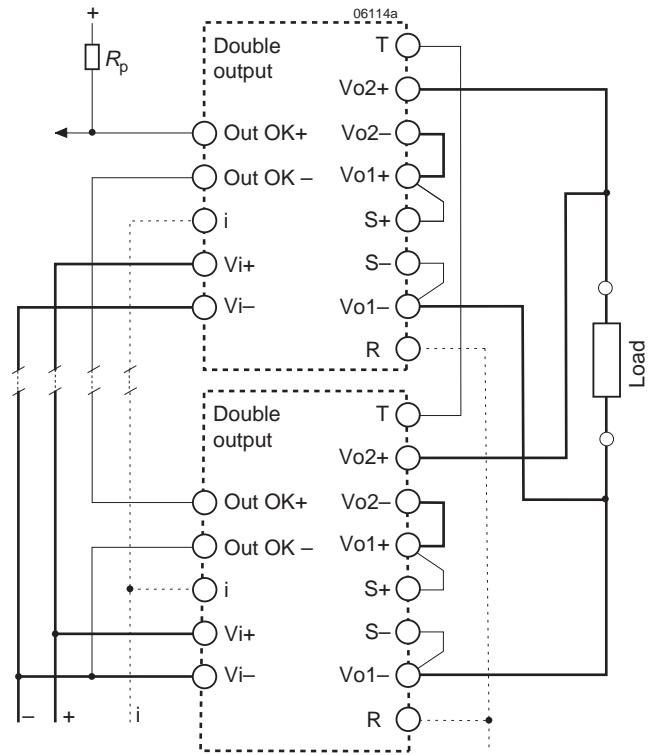 06114a
+
Rp
Double
output
T
Vo2+
Out OK+
Vo2–
Out OK –
Vo1+
i
S+
Vi+
S–
Vi–
Vo1–
R
Load
Double
output
T
Vo2+
Out OK+
Vo2–
Out OK –
Vo1+
i
S+
Vi+
S–
Vi–
Vo1–
– + i
R